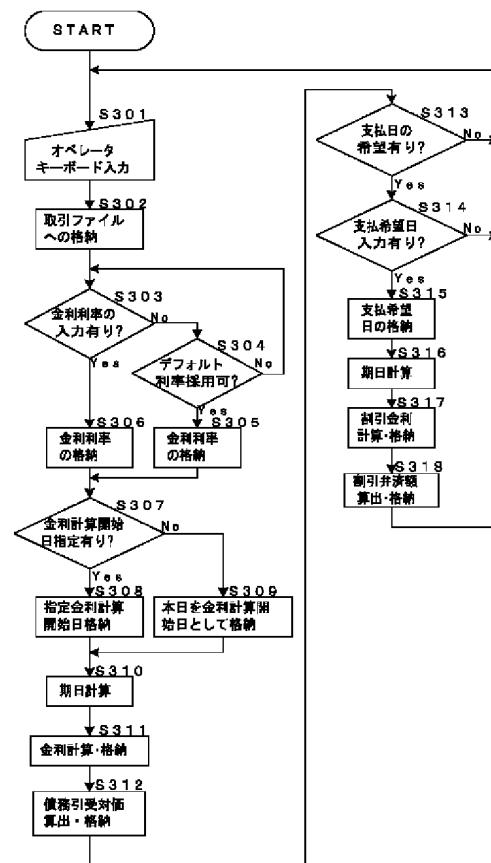 START
S301
オペレータ
キーボード入力
S302
取引ファイル
への格納
S303
金利利率の
入力有り?
No
Yes
S304
デフォルト
利率採用可?
No
Yes
S306
金利利率
の格納
S305
金利利率
の格納
S307
金利計算開始
日指定有り?
No
Yes
S308
指定金利計算
開始日格納
S309
本日を金利計算開
始日として格納
S310
期日計算
S311
金利計算・格納
S312
債務引受対価
算出・格納
S313
支払日の
希望有り?
No
Yes
S314
支払希望日
入力有り?
No
Yes
S315
支払希望
日の格納
S316
期日計算
S317
割引金利
計算・格納
S318
割引弁済額
算出・格納